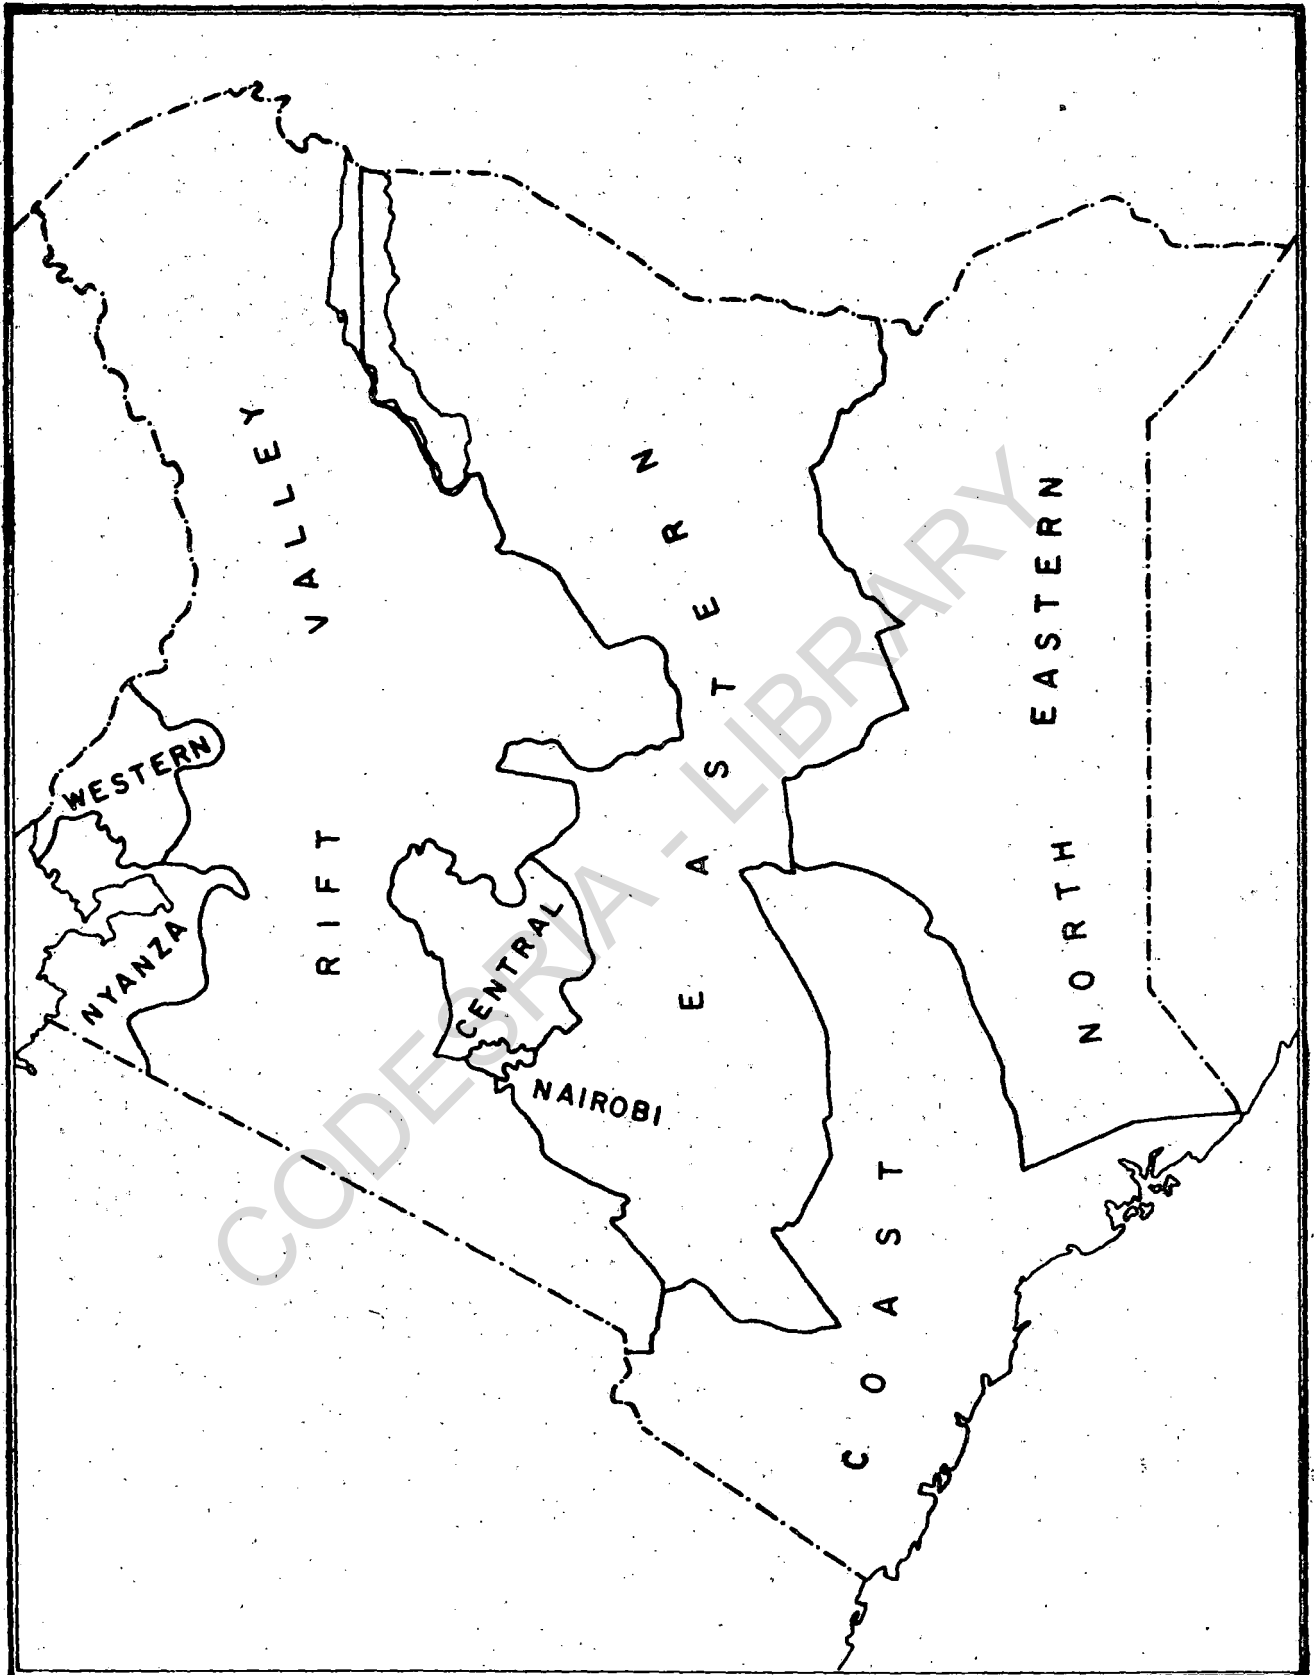 VALLEY
RIFT
EASTERN
NORTH EASTERN
WESTERN
NYANZA
CENTRAL
NAIROBI
COAST
CODESRIA - LIBRARY